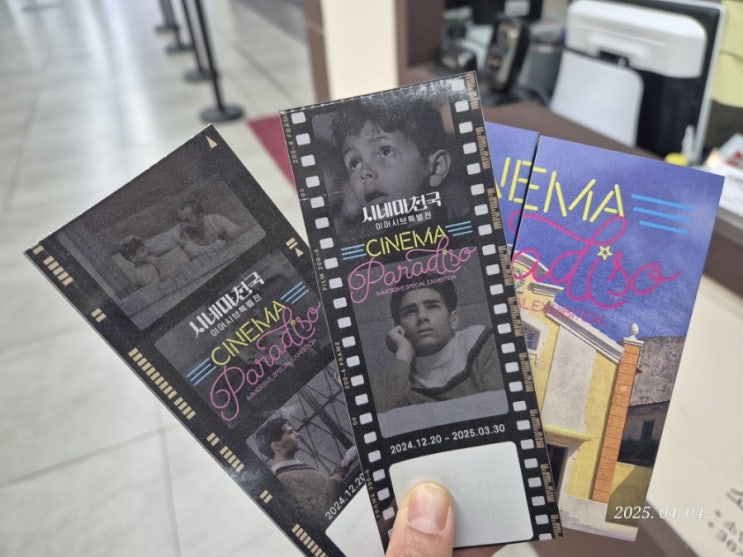 시네마천국
이머시브 특별전
CINEMA
Paradiso
IMMERSIVE SPECIAL EXHIBITION
2024.12.20
시네마천국
이머시브 특별전
CINEMA
Paradiso
IMMERSIVE SPECIAL EXHIBITION
2024.12.20 - 2025.03.30
NEMA
adiso
2025. 04. 04.